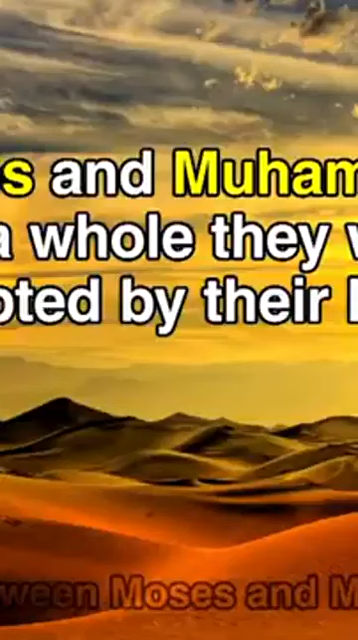 s and Muham
a whole they
oted by their
ween Moses and M